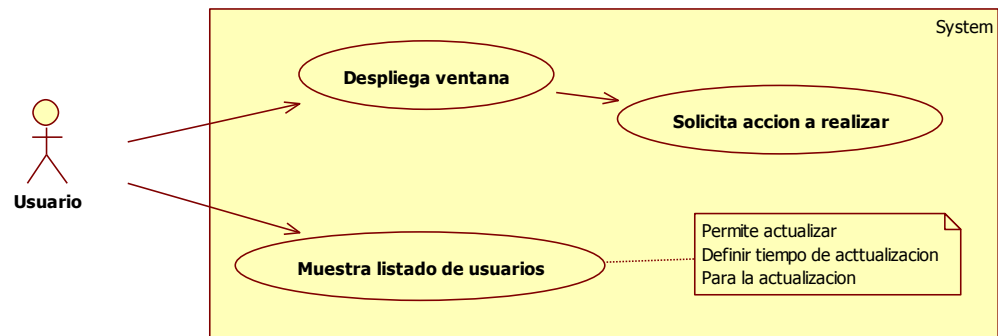 System
Despliega ventana
Solicita accion a realizar
Usuario
Permite actualizar
Definir tiempo de acttualizacion
Para la actualizacion
Muestra listado de usuarios